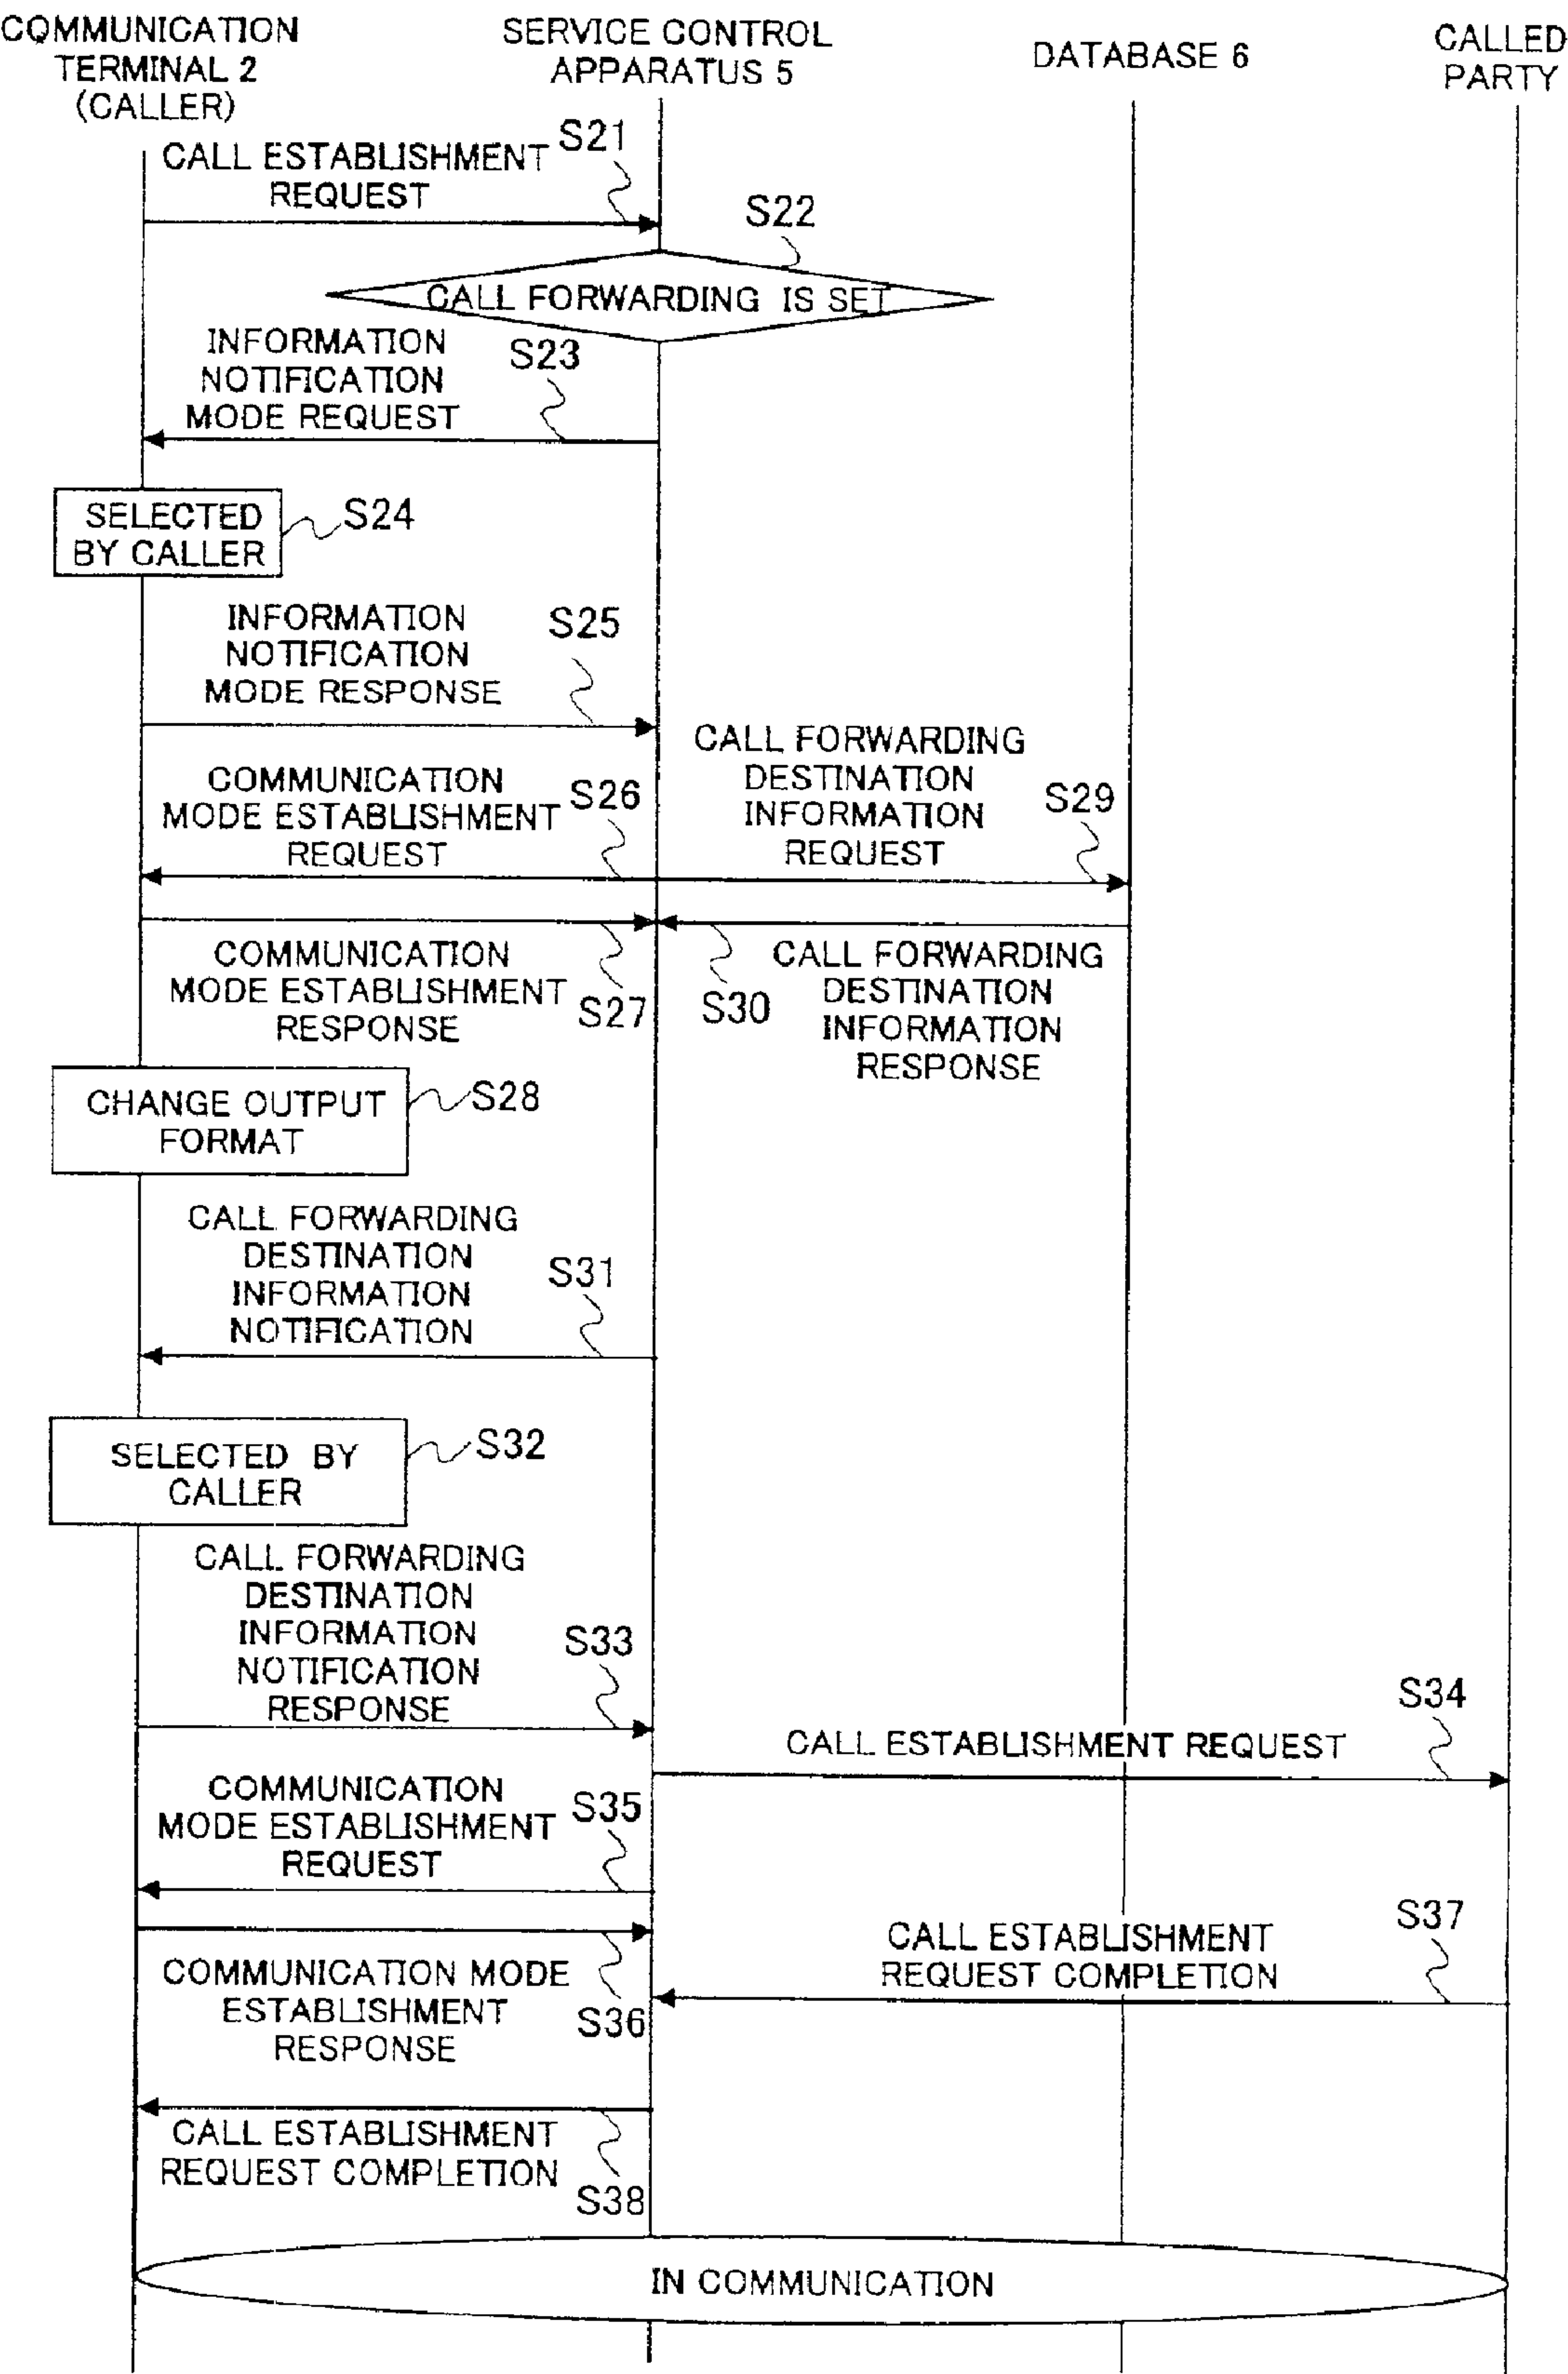 COMMUNICATION
TERMINAL 2
(CALLER)
SERVICE CONTROL
APPARATUS 5
DATABASE 6
CALLED
PARTY
CALL ESTABLISHMENT
REQUEST
S21
S22
CALL FORWARDING IS SET
INFORMATION
NOTIFICATION
MODE REQUEST
S23
SELECTED
BY CALLER
S24
INFORMATION
NOTIFICATION
MODE RESPONSE
S25
COMMUNICATION
MODE ESTABLISHMENT
REQUEST
S26
CALL FORWARDING
DESTINATION
INFORMATION
REQUEST
S29
COMMUNICATION
MODE ESTABLISHMENT
RESPONSE
S27
S30
CALL FORWARDING
DESTINATION
INFORMATION
RESPONSE
CHANGE OUTPUT
FORMAT
S28
CALL FORWARDING
DESTINATION
INFORMATION
NOTIFICATION
S31
SELECTED BY
CALLER
S32
CALL FORWARDING
DESTINATION
INFORMATION
NOTIFICATION
RESPONSE
S33
S34
CALL ESTABLISHMENT REQUEST
COMMUNICATION
MODE ESTABLISHMENT
REQUEST
S35
S37
CALL ESTABLISHMENT
REQUEST COMPLETION
COMMUNICATION MODE
ESTABLISHMENT
RESPONSE
S36
CALL ESTABLISHMENT
REQUEST COMPLETION
S38
IN COMMUNICATION